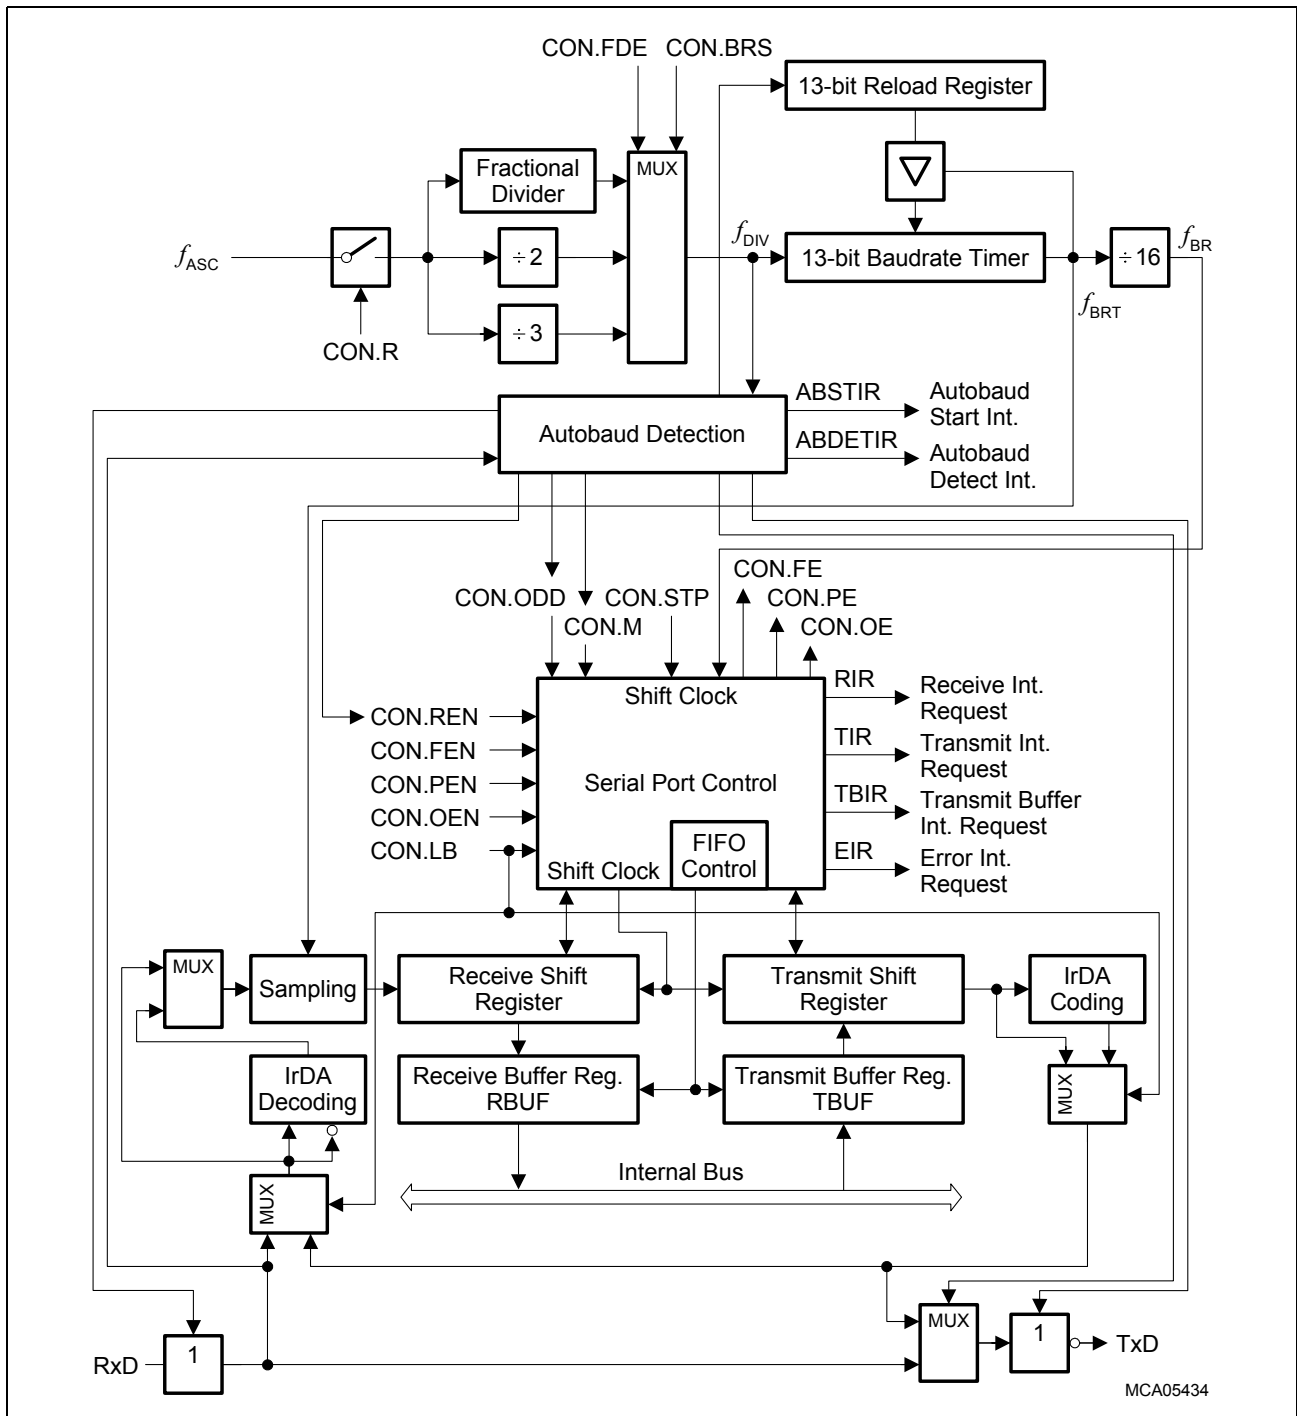 CON.FDE CON.BRS
13-bit Reload Register
MUX
Fractional
Divider
fASC
÷ 2
fDIV
13-bit Baudrate Timer
÷ 16
fBR
fBRT
÷ 3
CON.R
Autobaud Detection
ABSTIR
Autobaud
Start Int.
ABDETIR
Autobaud
Detect Int.
CON.FE
CON.ODD
CON.STP
CON.PE
CON.M
CON.OE
Shift Clock
RIR
Receive Int.
Request
CON.REN
CON.FEN
TIR
Transmit Int.
Request
CON.PEN
Serial Port Control
CON.OEN
TBIR
Transmit Buffer
Int. Request
CON.LB
Shift Clock
FIFO
Control
EIR
Error Int.
Request
MUX
Sampling
Receive Shift
Register
Transmit Shift
Register
IrDA
Coding
IrDA
Decoding
Receive Buffer Reg.
RBUF
Transmit Buffer Reg.
TBUF
MUX
Internal Bus
MUX
RxD
1
MUX
1
TxD
MCA05434